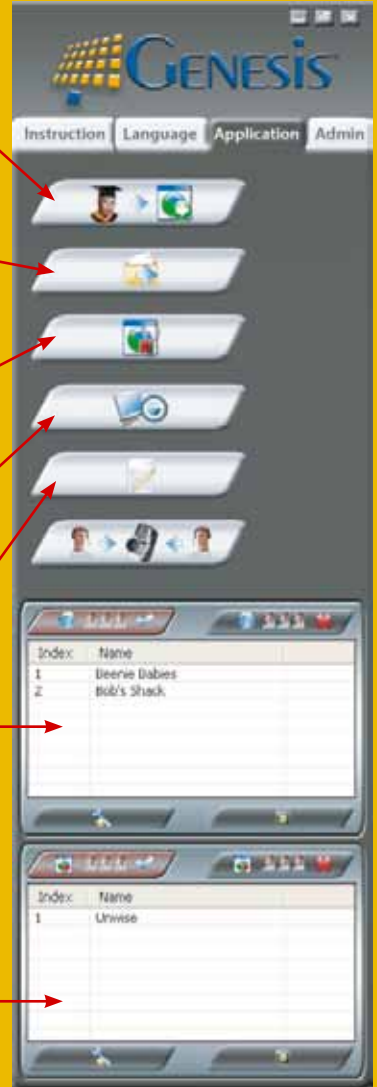 GENESIS
Instruction Language Application Admin
Index Name
1 Beenie Babies
2 Bob's Shack
Index Name
1 Unwise